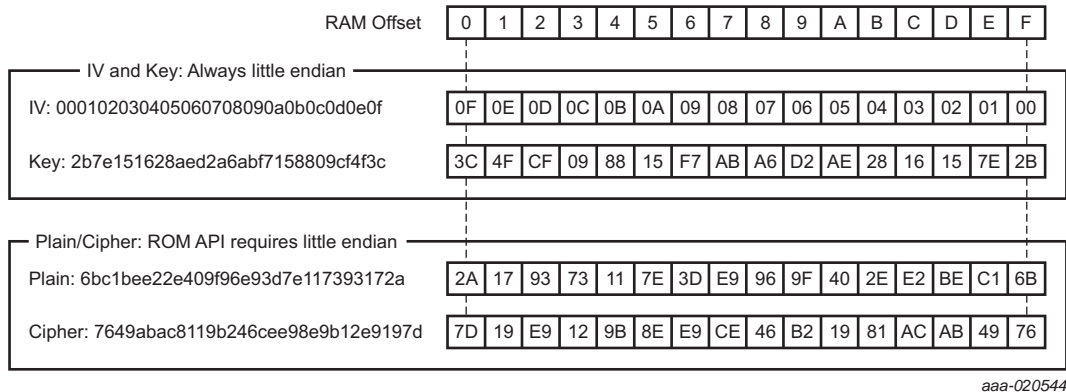 RAM Offset 0 1 2 3 4 5 6 7 8 9 A B C D E F
IV and Key: Always little endian
IV: 000102030405060708090a0b0c0d0e0f 0F 0E 0D 0C 0B 0A 09 08 07 06 05 04 03 02 01 00
Key: 2b7e151628aed2a6abf7158809cf4f3c 3C 4F CF 09 88 15 F7 AB A6 D2 AE 28 16 15 7E 2B
Plain/Cipher: ROM API requires little endian
Plain: 6bc1bee22e409f96e93d7e117393172a 2A 17 93 73 11 7E 3D E9 96 9F 40 2E E2 BE C1 6B
Cipher: 7649abac8119b246cee98e9b12e9197d 7D 19 E9 12 9B 8E E9 CE 46 B2 19 81 AC AB 49 76
aaa-020544